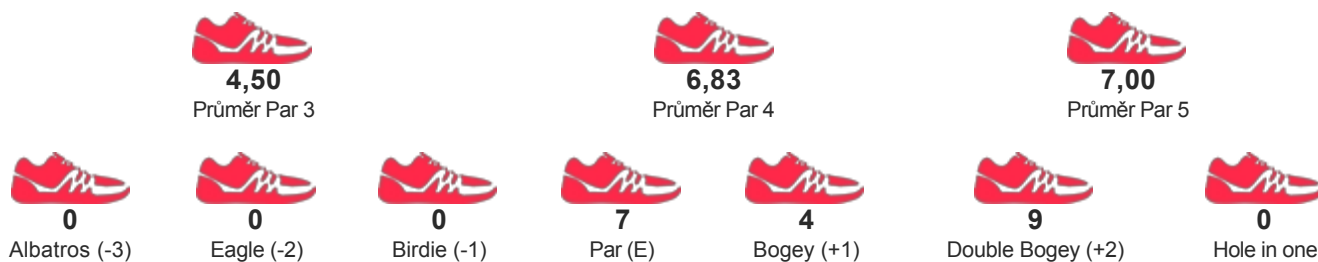 4,50 6,83 7,00
Průměr Par 3 Průměr Par 4 Průměr Par 5
0 0 0 7 4 9 0
Albatros (-3) Eagle (-2) Birdie (-1) Par (E) Bogey (+1) Double Bogey (+2) Hole in one